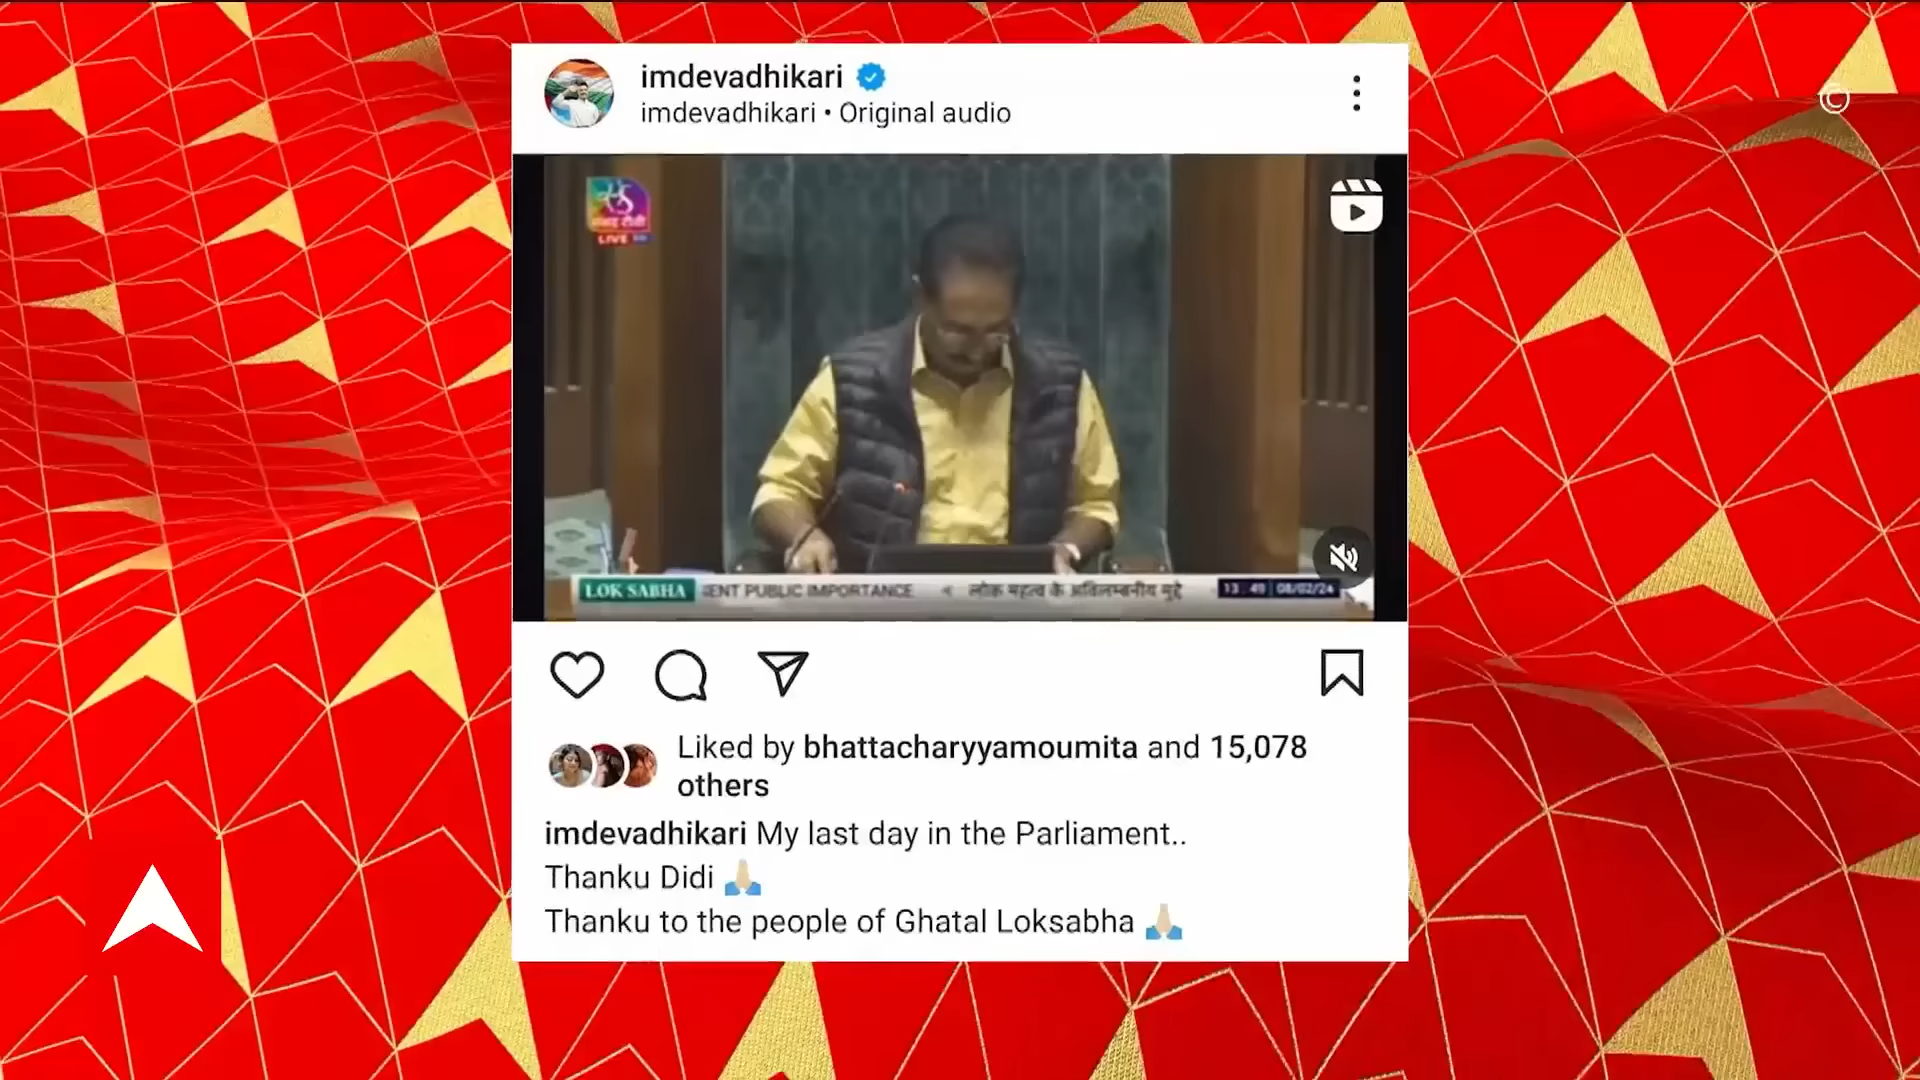 imdevadhikari
imdevadhikari • Original audio
©
संसद टीवी
LIVE
LOK SABHA ENT PUBLIC IMPORTANCE लोक महत्व के अविलम्बनीय मुद्दे 13:49 08/02/24
Liked by bhattacharyyamoumita and 15,078
others
imdevadhikari My last day in the Parliament..
Thanku Didi 🙏🏼
Thanku to the people of Ghatal Loksabha 🙏🏼